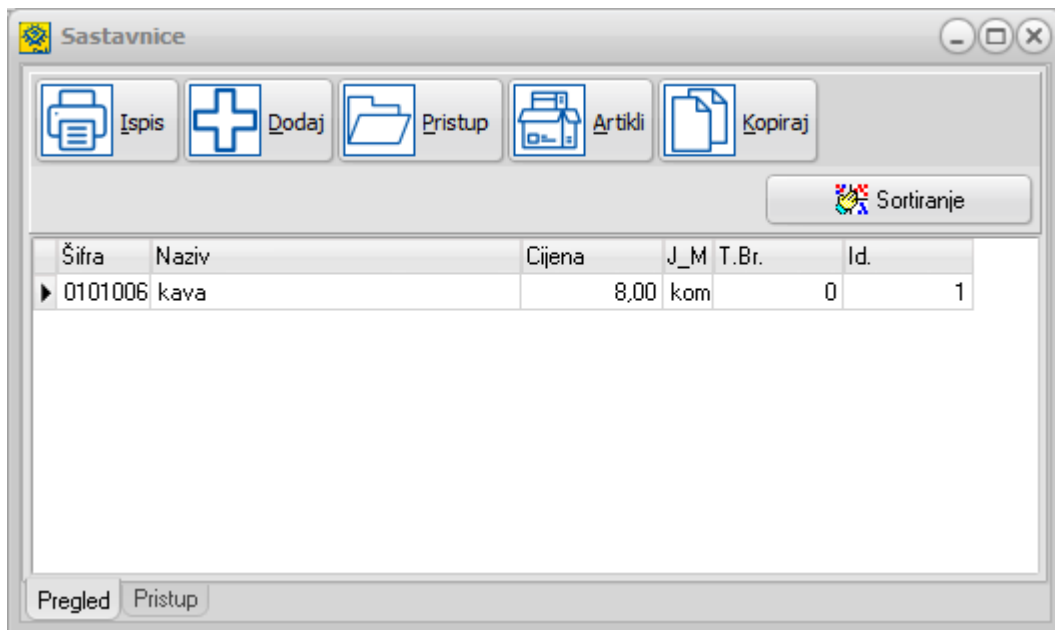 Sastavnice
Ispis Dodaj Pristup Artikli Kopiraj
Sortiranje
Šifra Naziv Cijena J_M T.Br. Id.
0101006 kava 8,00 kom 0 1
Pregled Pristup